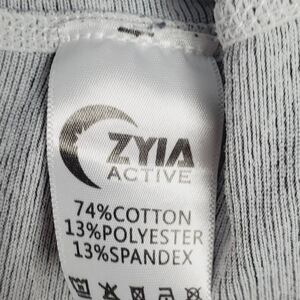 ZYIA
ACTIVE
74%COTTON
13%POLYESTER
13%SPANDEX